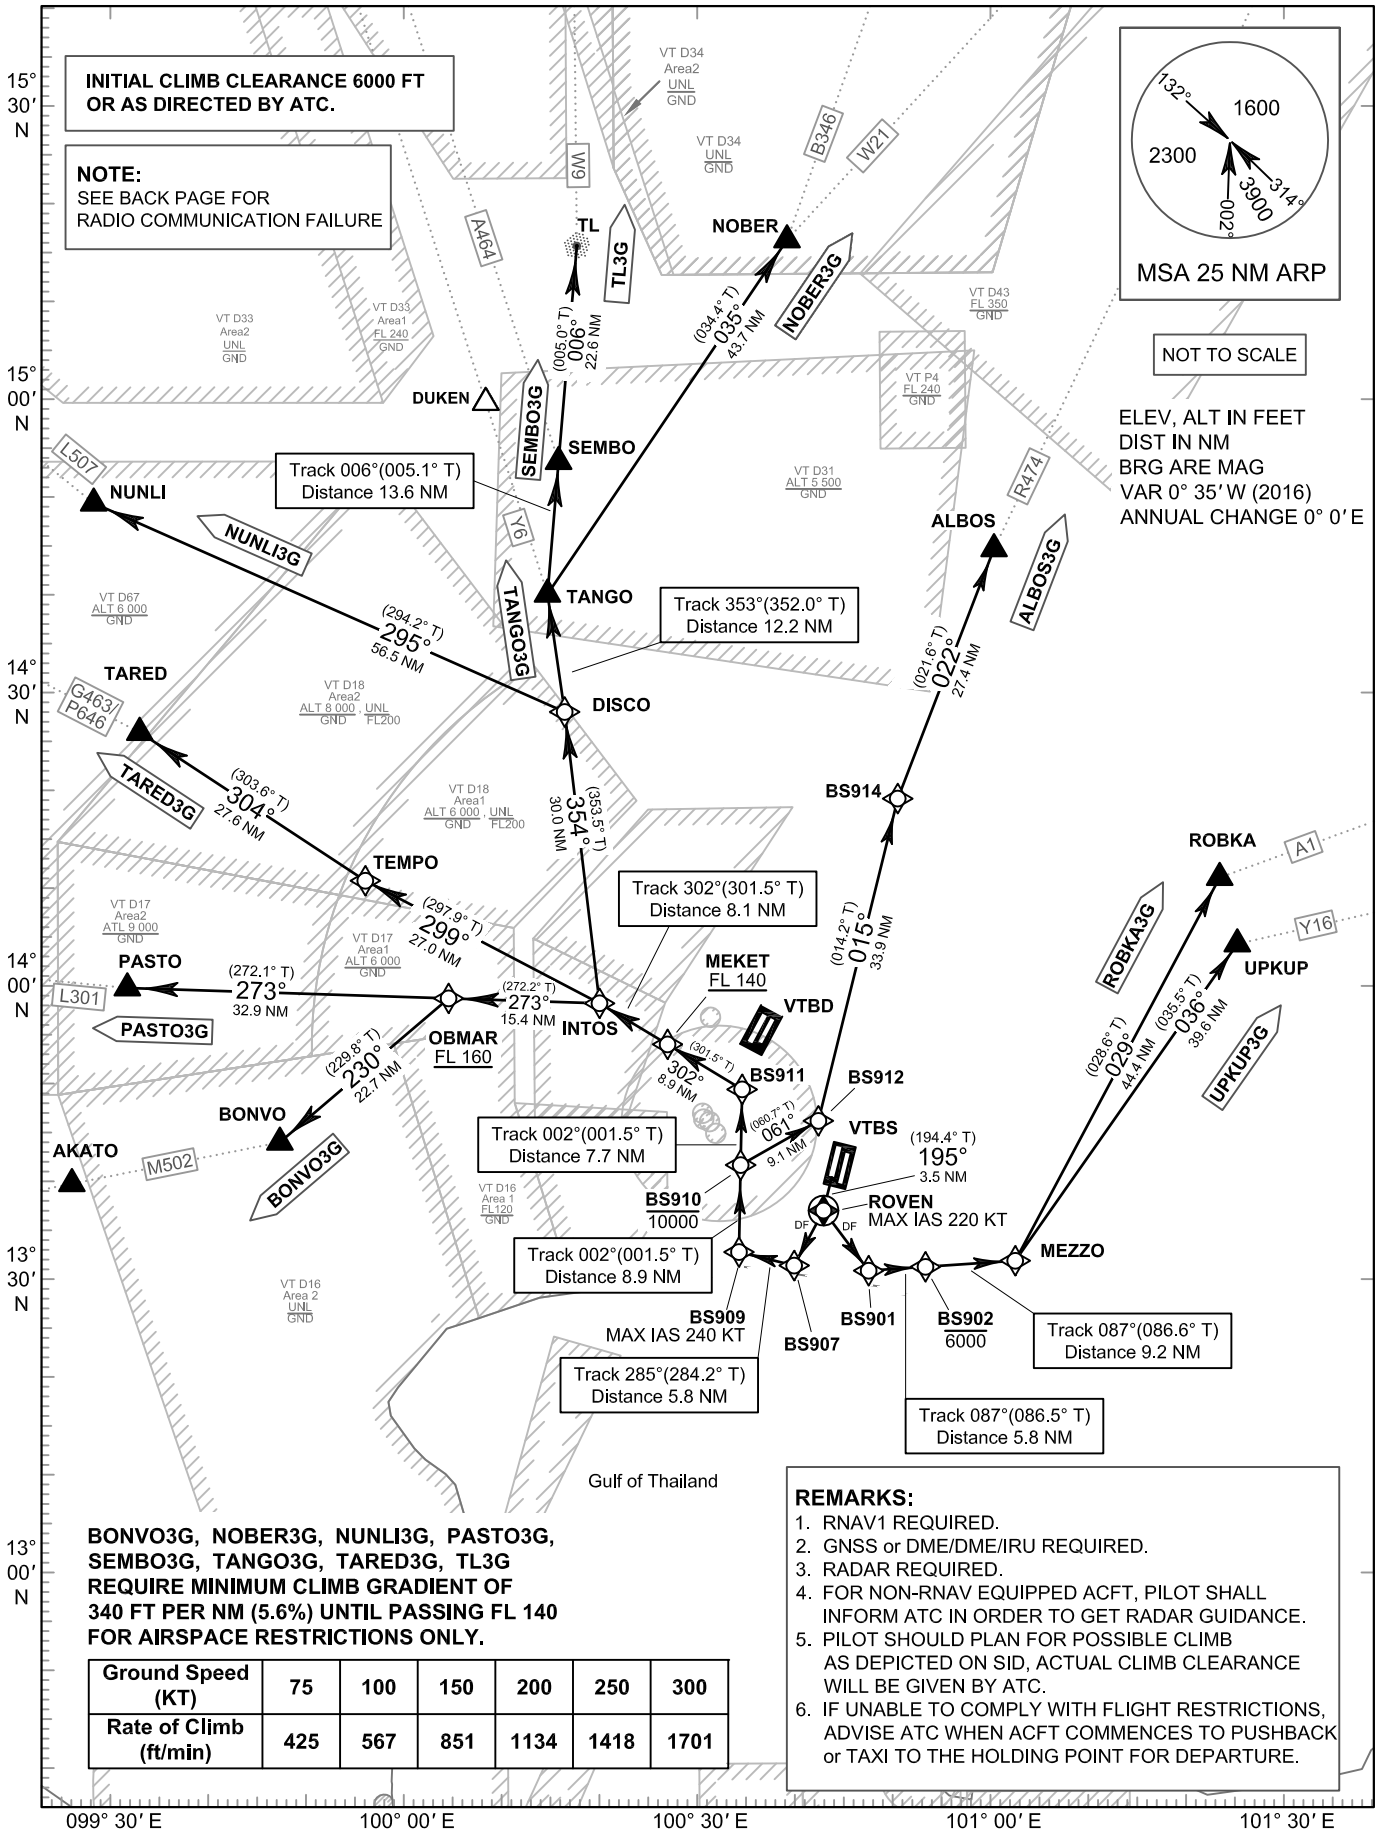 INITIAL CLIMB CLEARANCE 6000 FT
OR AS DIRECTED BY ATC.
NOTE:
SEE BACK PAGE FOR
RADIO COMMUNICATION FAILURE
15°
30′
N
15°
00′
N
14°
30′
N
14°
00′
N
13°
30′
N
13°
00′
N
VT D34
Area2
UNL
GND
VT D34
UNL
GND
B346
W21
W9
A464
TL
TL3G
NOBER
NOBER3G
132°
1600
2300
3900
314°
002°
MSA 25 NM ARP
NOT TO SCALE
ELEV, ALT IN FEET
DIST IN NM
BRG ARE MAG
VAR 0° 35′ W (2016)
ANNUAL CHANGE 0° 0′ E
VT D33
Area2
UNL
GND
VT D33
Area1
FL 240
GND
VT D43
FL 350
GND
VT P4
FL 240
GND
VT D31
ALT 5 500
GND
(005.0° T)
006°
22.6 NM
(034.4° T)
035°
43.7 NM
DUKEN
SEMBO3G
SEMBO
Track 006°(005.1° T)
Distance 13.6 NM
L507
NUNLI
NUNLI3G
Y6
R474
ALBOS
ALBOS3G
TANGO
TANGO3G
Track 353°(352.0° T)
Distance 12.2 NM
VT D67
ALT 6 000
GND
(294.2° T)
295°
56.5 NM
(021.6° T)
022°
27.4 NM
TARED
G463/
P646
TARED3G
VT D18
Area2
ALT 8 000 , UNL
GND FL200
DISCO
(303.6° T)
304°
27.6 NM
VT D18
Area1
ALT 6 000 , UNL
GND FL200
(353.5° T)
354°
30.0 NM
BS914
TEMPO
ROBKA
A1
Y16
UPKUP
ROBKA3G
UPKUP3G
Track 302°(301.5° T)
Distance 8.1 NM
VT D17
Area2
ATL 9 000
GND
VT D17
Area1
ALT 6 000
GND
(297.9° T)
299°
27.0 NM
(014.2° T)
015°
33.9 NM
PASTO
L301
PASTO3G
(272.1° T)
273°
32.9 NM
(272.2° T)
273°
15.4 NM
INTOS
MEKET
FL 140
VTBD
OBMAR
FL 160
(301.5° T)
302°
8.9 NM
BS911
BS912
(028.6° T)
029°
44.4 NM
(035.5° T)
036°
39.6 NM
(229.8° T)
230°
22.7 NM
BONVO
BONVO3G
AKATO
M502
Track 002°(001.5° T)
Distance 7.7 NM
(060.7° T)
061°
9.1 NM
VTBS
(194.4° T)
195°
3.5 NM
BS910
10000
ROVEN
MAX IAS 220 KT
VT D16
Area 1
FL120
GND
DF
DF
Track 002°(001.5° T)
Distance 8.9 NM
MEZZO
VT D16
Area 2
UNL
GND
BS909
MAX IAS 240 KT
BS907
BS901
BS902
6000
Track 087°(086.6° T)
Distance 9.2 NM
Track 285°(284.2° T)
Distance 5.8 NM
Track 087°(086.5° T)
Distance 5.8 NM
Gulf of Thailand
BONVO3G, NOBER3G, NUNLI3G, PASTO3G,
SEMBO3G, TANGO3G, TARED3G, TL3G
REQUIRE MINIMUM CLIMB GRADIENT OF
340 FT PER NM (5.6%) UNTIL PASSING FL 140
FOR AIRSPACE RESTRICTIONS ONLY.
Ground Speed (KT) 75 100 150 200 250 300
Rate of Climb (ft/min) 425 567 851 1134 1418 1701
REMARKS:
1. RNAV1 REQUIRED.
2. GNSS or DME/DME/IRU REQUIRED.
3. RADAR REQUIRED.
4. FOR NON-RNAV EQUIPPED ACFT, PILOT SHALL
INFORM ATC IN ORDER TO GET RADAR GUIDANCE.
5. PILOT SHOULD PLAN FOR POSSIBLE CLIMB
AS DEPICTED ON SID, ACTUAL CLIMB CLEARANCE
WILL BE GIVEN BY ATC.
6. IF UNABLE TO COMPLY WITH FLIGHT RESTRICTIONS,
ADVISE ATC WHEN ACFT COMMENCES TO PUSHBACK
or TAXI TO THE HOLDING POINT FOR DEPARTURE.
099° 30′ E
100° 00′ E
100° 30′ E
101° 00′ E
101° 30′ E